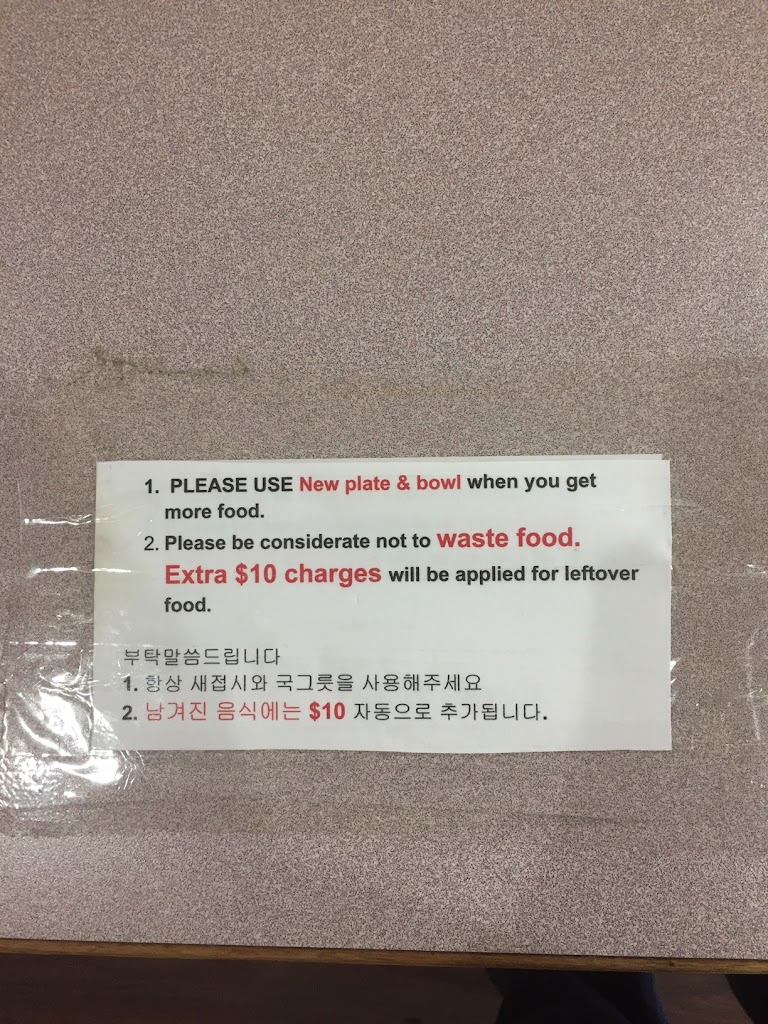 1. PLEASE USE New plate & bowl when you get
more food.
2. Please be considerate not to waste food.
Extra $10 charges will be applied for leftover
food.
부탁말씀드립니다
1. 항상 새접시와 국그릇을 사용해주세요
2. 남겨진 음식에는 $10 자동으로 추가됩니다.